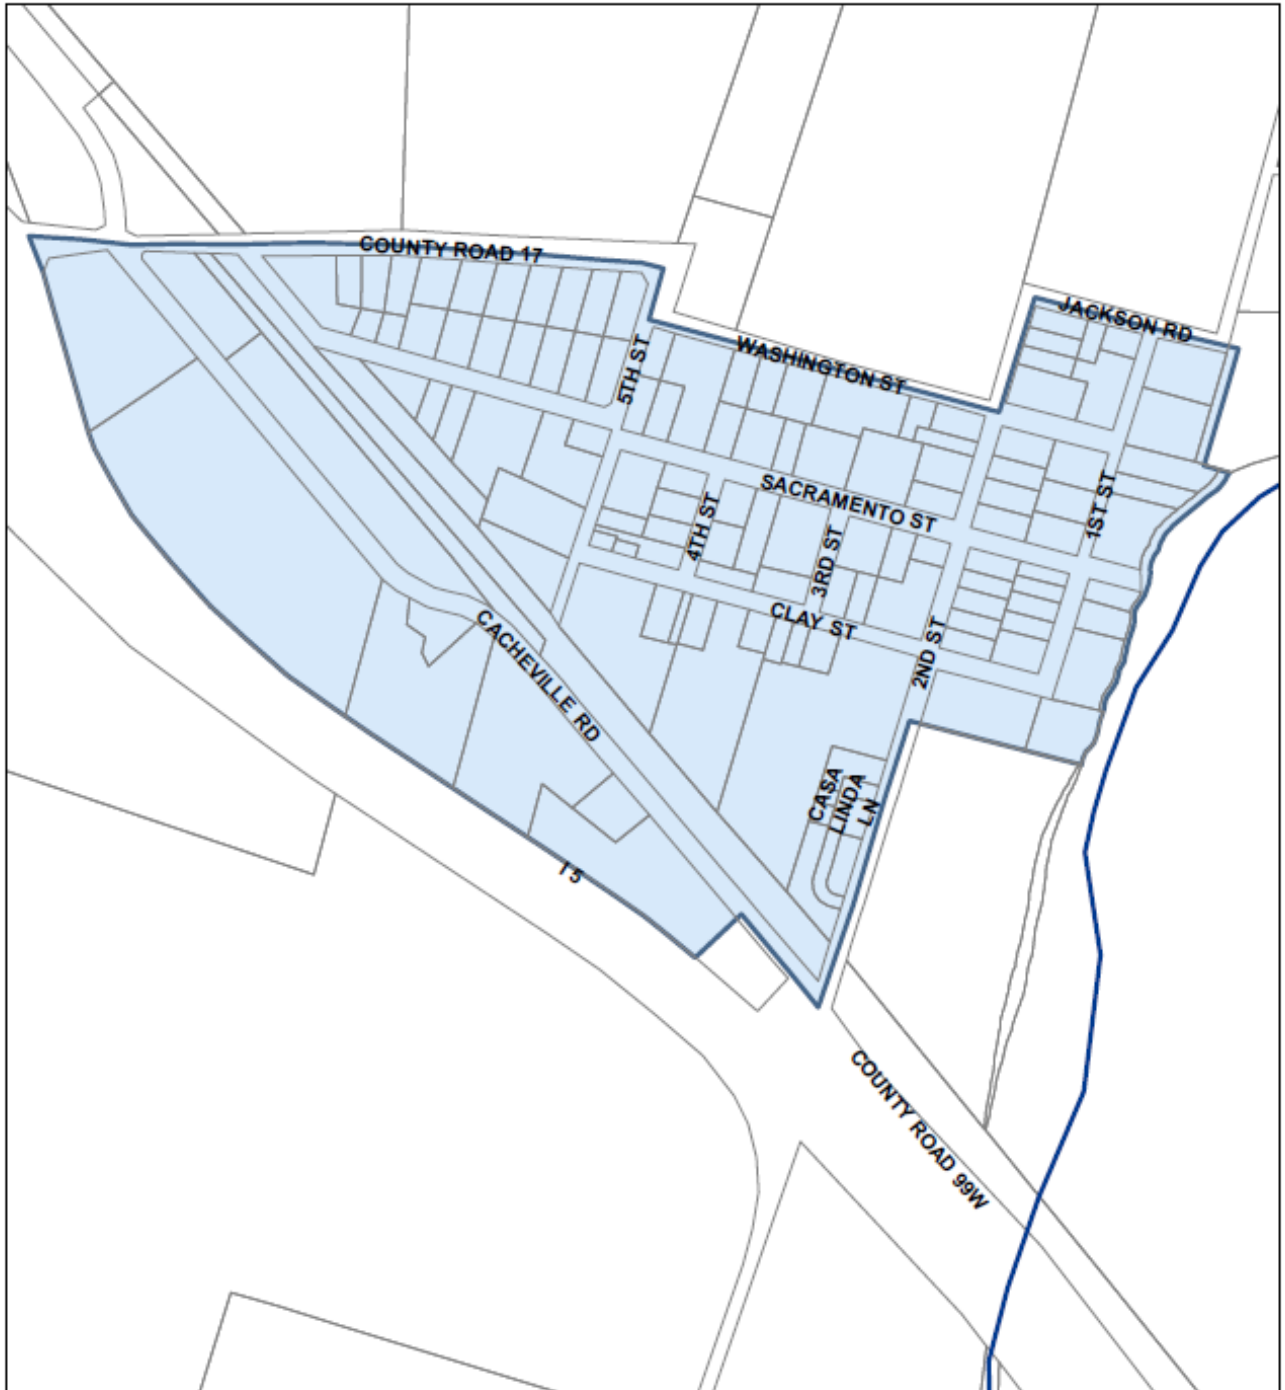 COUNTY ROAD 17
JACKSON RD
WASHINGTON ST
5TH ST
SACRAMENTO ST
1ST ST
4TH ST
3RD ST
CLAY ST
2ND ST
CACHEVILLE RD
CASA
LINDA
LN
I 5
COUNTY ROAD 99W